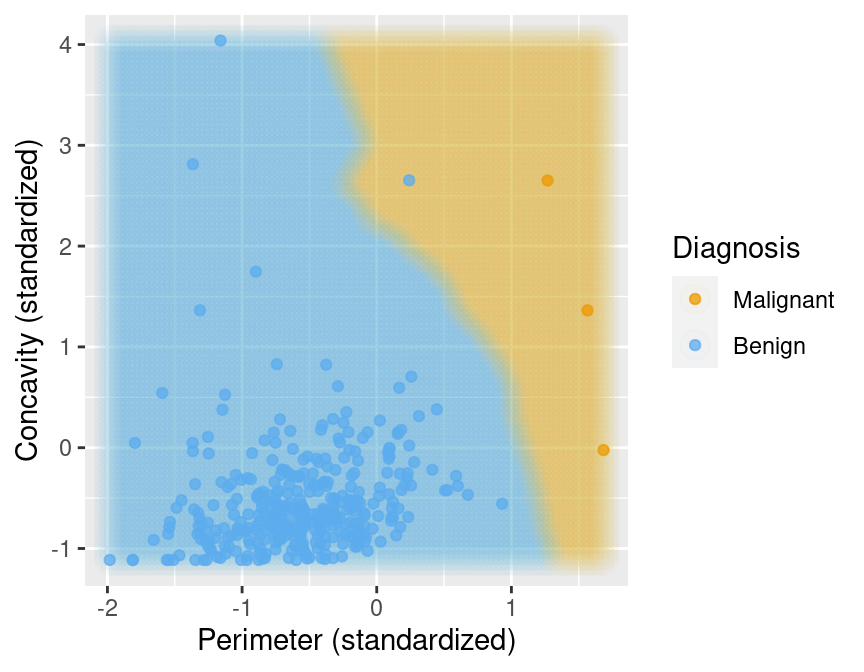 4
3
2
1
0
-1
-2
-1
0
1
Perimeter (standardized)
Concavity (standardized)
Diagnosis
Malignant
Benign